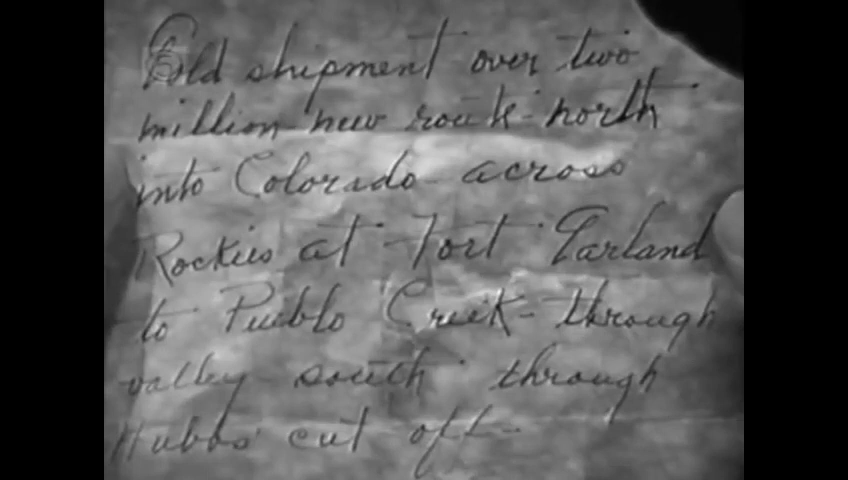 Gold shipment over two
million - new route - north
into Colorado across
Rockies at Fort Garland
to Pueblo Creek - through
valley south through
Hubbs cut off -